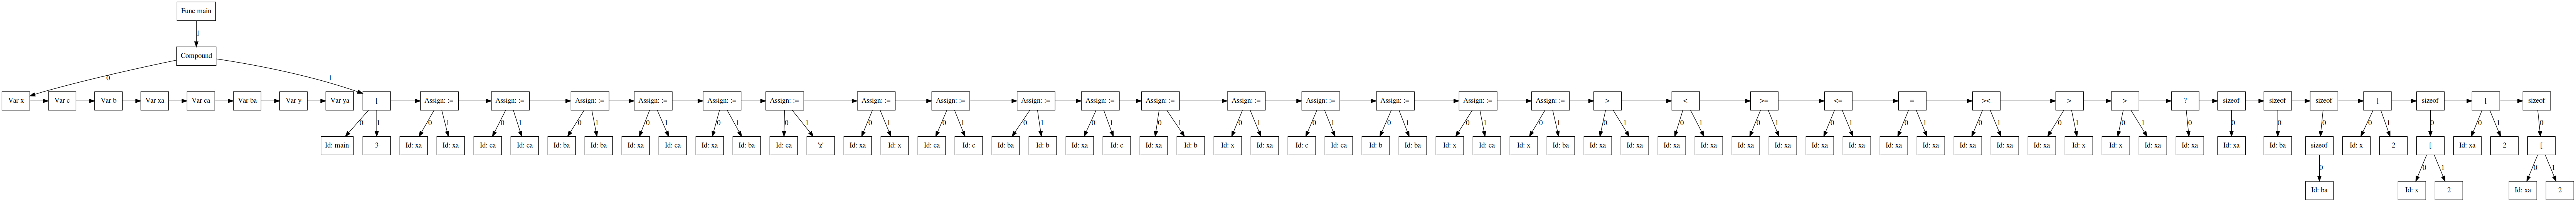 Func main
1
Compound
0 1
Var x Var c Var b Var xa Var ca Var ba Var y Var ya [ Assign: := Assign: := Assign: := Assign: := Assign: := Assign: := Assign: := Assign: := Assign: := Assign: := Assign: := Assign: := Assign: := Assign: := Assign: := Assign: := > < >= <= = >< > > ? sizeof sizeof sizeof [ sizeof [ sizeof
0 1 0 1 0 1 0 1 0 1 0 1 0 1 0 1 0 1 0 1 0 1 0 1 0 1 0 1 0 1 0 1 0 1 0 1 0 1 0 1 0 1 0 1 0 1 0 1 0 1 0 0 0 0 0 1 0 0 1 0
Id: main 3 Id: xa Id: xa Id: ca Id: ca Id: ba Id: ba Id: xa Id: ca Id: xa Id: ba Id: ca 'z' Id: xa Id: x Id: ca Id: c Id: ba Id: b Id: xa Id: c Id: xa Id: b Id: x Id: xa Id: c Id: ca Id: b Id: ba Id: x Id: ca Id: x Id: ba Id: xa Id: xa Id: xa Id: xa Id: xa Id: xa Id: xa Id: xa Id: xa Id: xa Id: xa Id: xa Id: xa Id: x Id: x Id: xa Id: xa Id: xa Id: ba sizeof Id: x 2 [ Id: xa 2 [
0 0 1 0 1
Id: ba Id: x 2 Id: xa 2